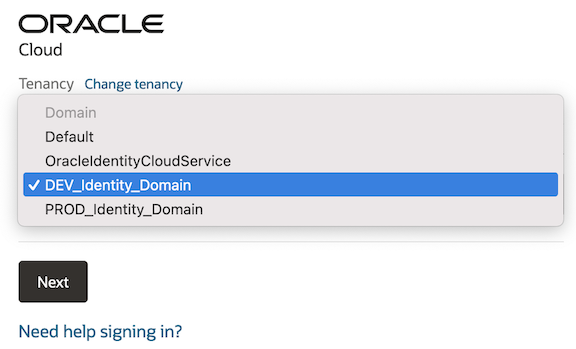 ORACLE
Cloud
Tenancy Change tenancy
Domain
Default
OracleIdentityCloudService
✓ DEV_Identity_Domain
PROD_Identity_Domain
Next
Need help signing in?